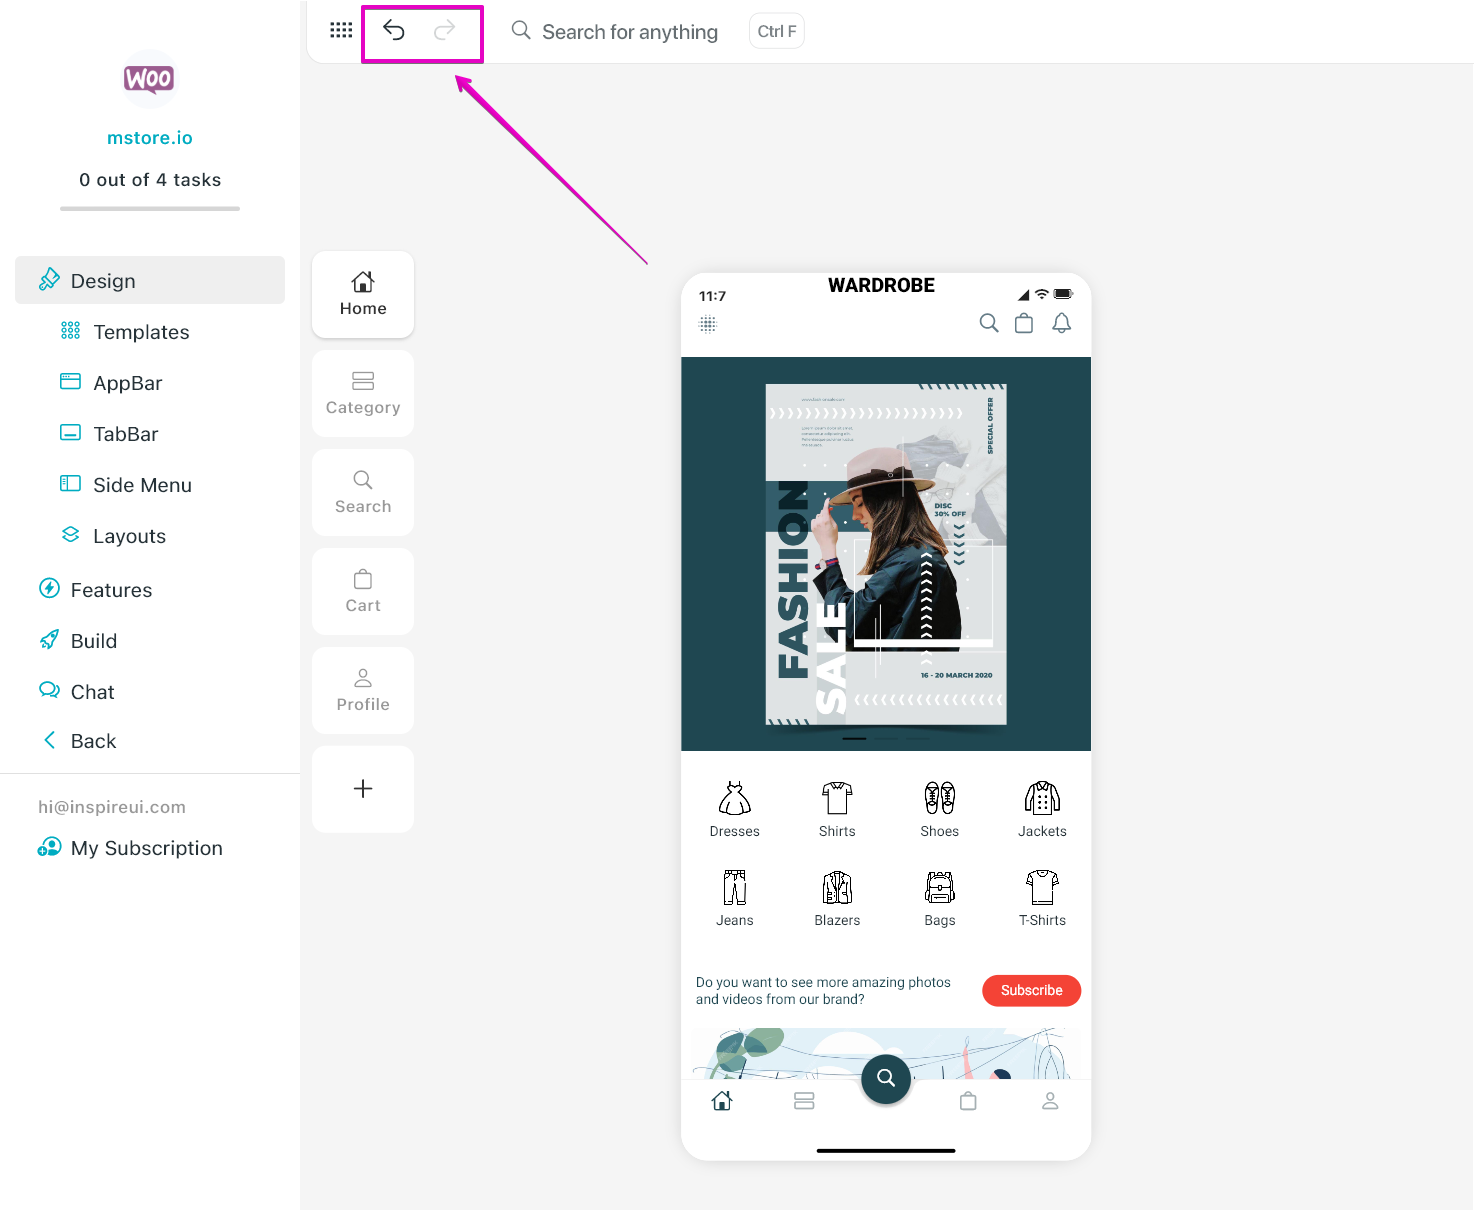 Search for anything
Ctrl F
WOO
mstore.io
0 out of 4 tasks
Design
Templates
AppBar
TabBar
Side Menu
Layouts
Features
Build
Chat
Back
hi@inspireui.com
My Subscription
Home
Category
Search
Cart
Profile
WARDROBE
11:7
SPECIAL OFFER
DISC
30% OFF
FASHION
SALE
16 - 20 MARCH 2020
Dresses
Shirts
Shoes
Jackets
Jeans
Blazers
Bags
T-Shirts
Do you want to see more amazing photos
and videos from our brand?
Subscribe